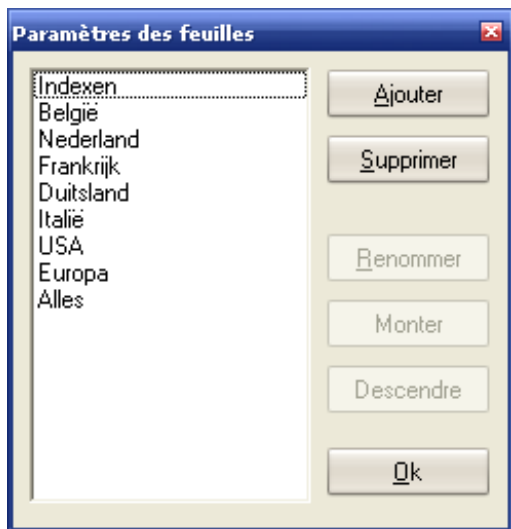 Paramètres des feuilles
Indexen
België
Nederland
Frankrijk
Duitsland
Italië
USA
Europa
Alles
Ajouter
Supprimer
Renommer
Monter
Descendre
Ok